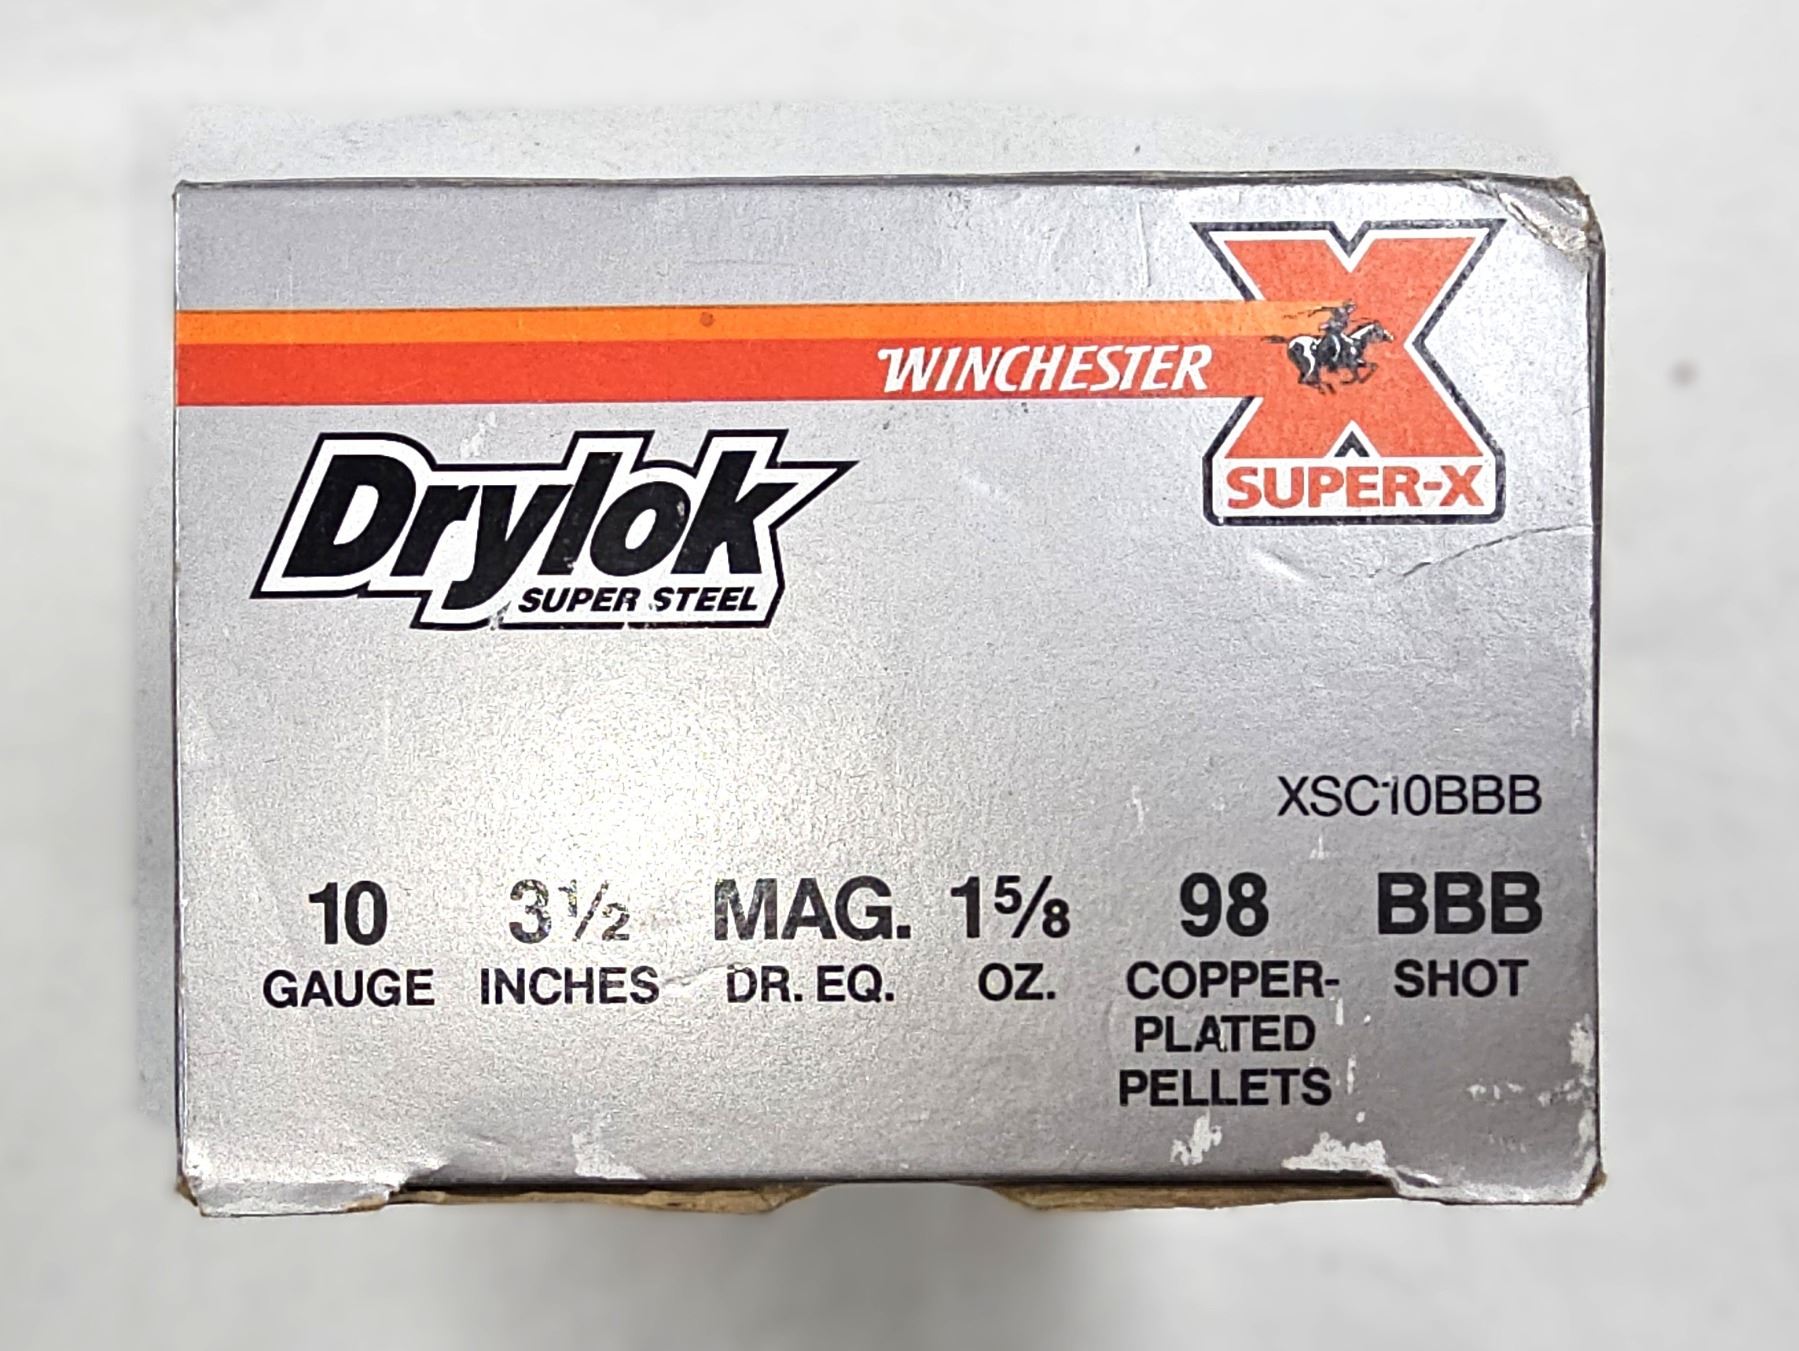 WINCHESTER
X
SUPER-X
Drylok
SUPER STEEL
XSC10BBB
10 3½ MAG. 1⅝ 98 BBB
GAUGE INCHES DR. EQ. OZ. COPPER- SHOT
PLATED
PELLETS